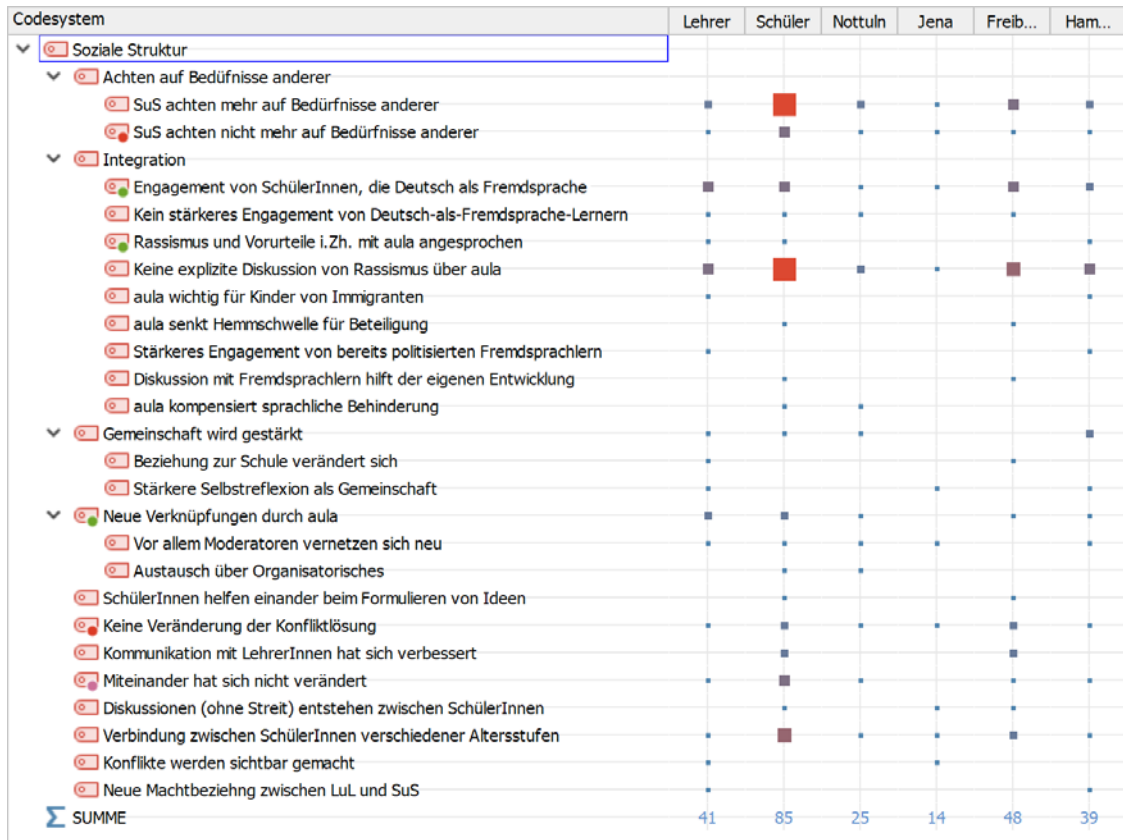 Codesystem Lehrer Schüler Nottuln Jena Freib... Ham...
Soziale Struktur
Achten auf Bedüfnisse anderer
SuS achten mehr auf Bedürfnisse anderer
SuS achten nicht mehr auf Bedürfnisse anderer
Integration
Engagement von SchülerInnen, die Deutsch als Fremdsprache
Kein stärkeres Engagement von Deutsch-als-Fremdsprache-Lernern
Rassismus und Vorurteile i.Zh. mit aula angesprochen
Keine explizite Diskussion von Rassismus über aula
aula wichtig für Kinder von Immigranten
aula senkt Hemmschwelle für Beteiligung
Stärkeres Engagement von bereits politisierten Fremdsprachlern
Diskussion mit Fremdsprachlern hilft der eigenen Entwicklung
aula kompensiert sprachliche Behinderung
Gemeinschaft wird gestärkt
Beziehung zur Schule verändert sich
Stärkere Selbstreflexion als Gemeinschaft
Neue Verknüpfungen durch aula
Vor allem Moderatoren vernetzen sich neu
Austausch über Organisatorisches
SchülerInnen helfen einander beim Formulieren von Ideen
Keine Veränderung der Konfliktlösung
Kommunikation mit LehrerInnen hat sich verbessert
Miteinander hat sich nicht verändert
Diskussionen (ohne Streit) entstehen zwischen SchülerInnen
Verbindung zwischen SchülerInnen verschiedener Altersstufen
Konflikte werden sichtbar gemacht
Neue Machtbeziehng zwischen LuL und SuS
Σ SUMME 41 85 25 14 48 39